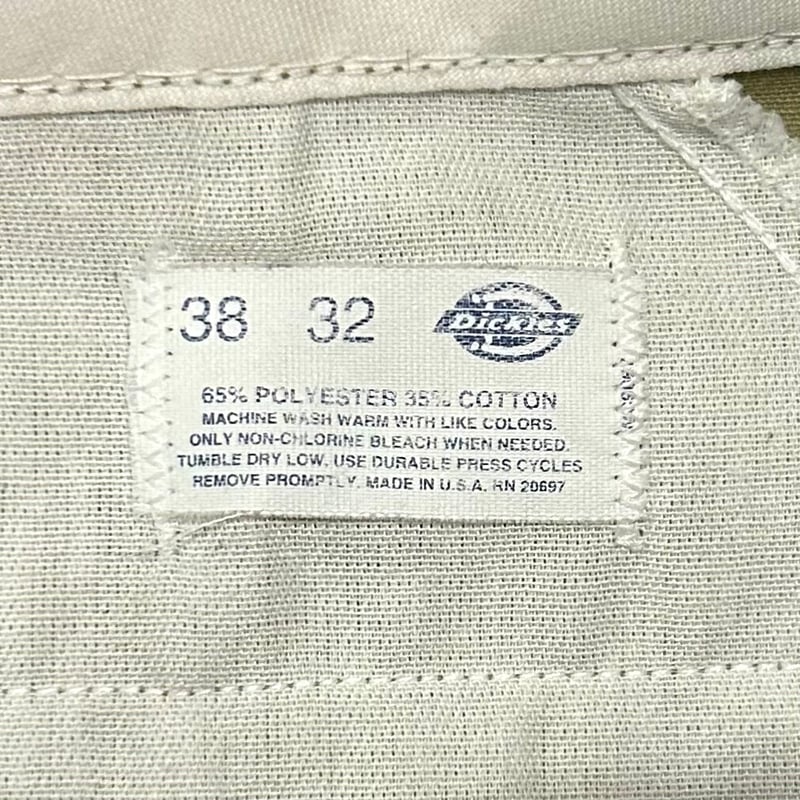 38 32 Dickies
65% POLYESTER 35% COTTON
MACHINE WASH WARM WITH LIKE COLORS.
ONLY NON-CHLORINE BLEACH WHEN NEEDED.
TUMBLE DRY LOW. USE DURABLE PRESS CYCLES
REMOVE PROMPTLY. MADE IN U.S.A. RN 20697